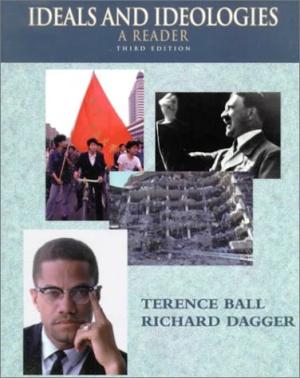 IDEALS AND IDEOLOGIES
A READER
THIRD EDITION
TERENCE BALL
RICHARD DAGGER